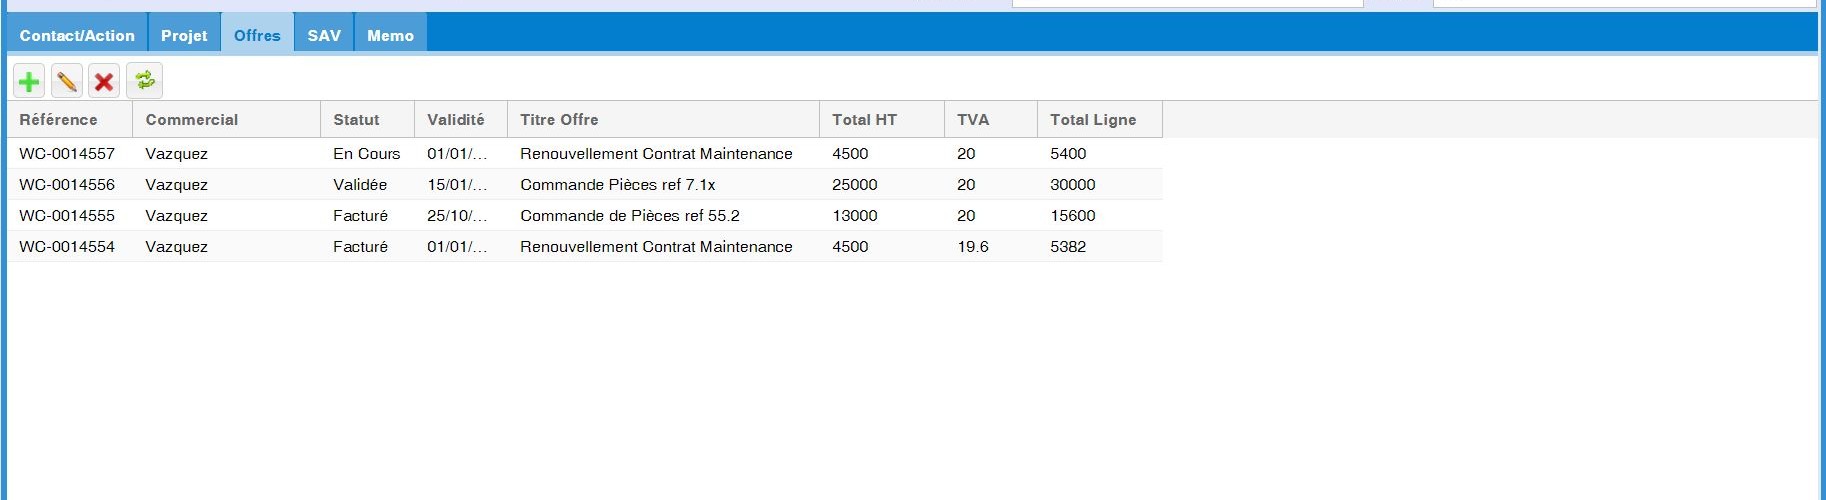 Contact/Action Projet Offres SAV Memo
Référence Commercial Statut Validité Titre Offre Total HT TVA Total Ligne
WC-0014557 Vazquez En Cours 01/01/... Renouvellement Contrat Maintenance 4500 20 5400
WC-0014556 Vazquez Validée 15/01/... Commande Pièces ref 7.1x 25000 20 30000
WC-0014555 Vazquez Facturé 25/10/... Commande de Pièces ref 55.2 13000 20 15600
WC-0014554 Vazquez Facturé 01/01/... Renouvellement Contrat Maintenance 4500 19.6 5382